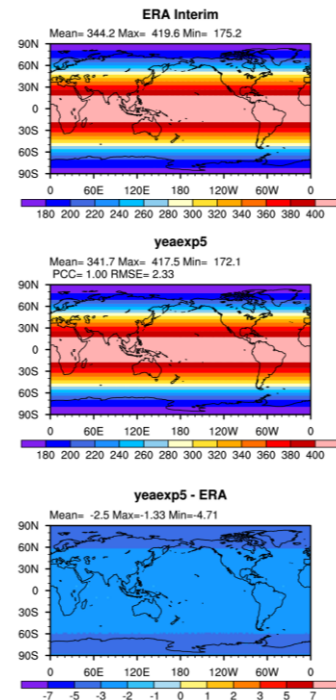 ERA Interim
Mean= 344.2 Max= 419.6 Min= 175.2
90N
60N
30N
0
30S
60S
90S
0 60E 120E 180 120W 60W 0
180 200 220 240 260 280 300 320 340 360 380 400
yeaexp5
Mean= 341.7 Max= 417.5 Min= 172.1
PCC= 1.00 RMSE= 2.33
90N
60N
30N
0
30S
60S
90S
0 60E 120E 180 120W 60W 0
180 200 220 240 260 280 300 320 340 360 380 400
yeaexp5 - ERA
Mean= -2.5 Max=-1.33 Min=-4.71
90N
60N
30N
0
30S
60S
90S
0 60E 120E 180 120W 60W 0
-7 -5 -3 -2 -1 0 1 2 3 5 7